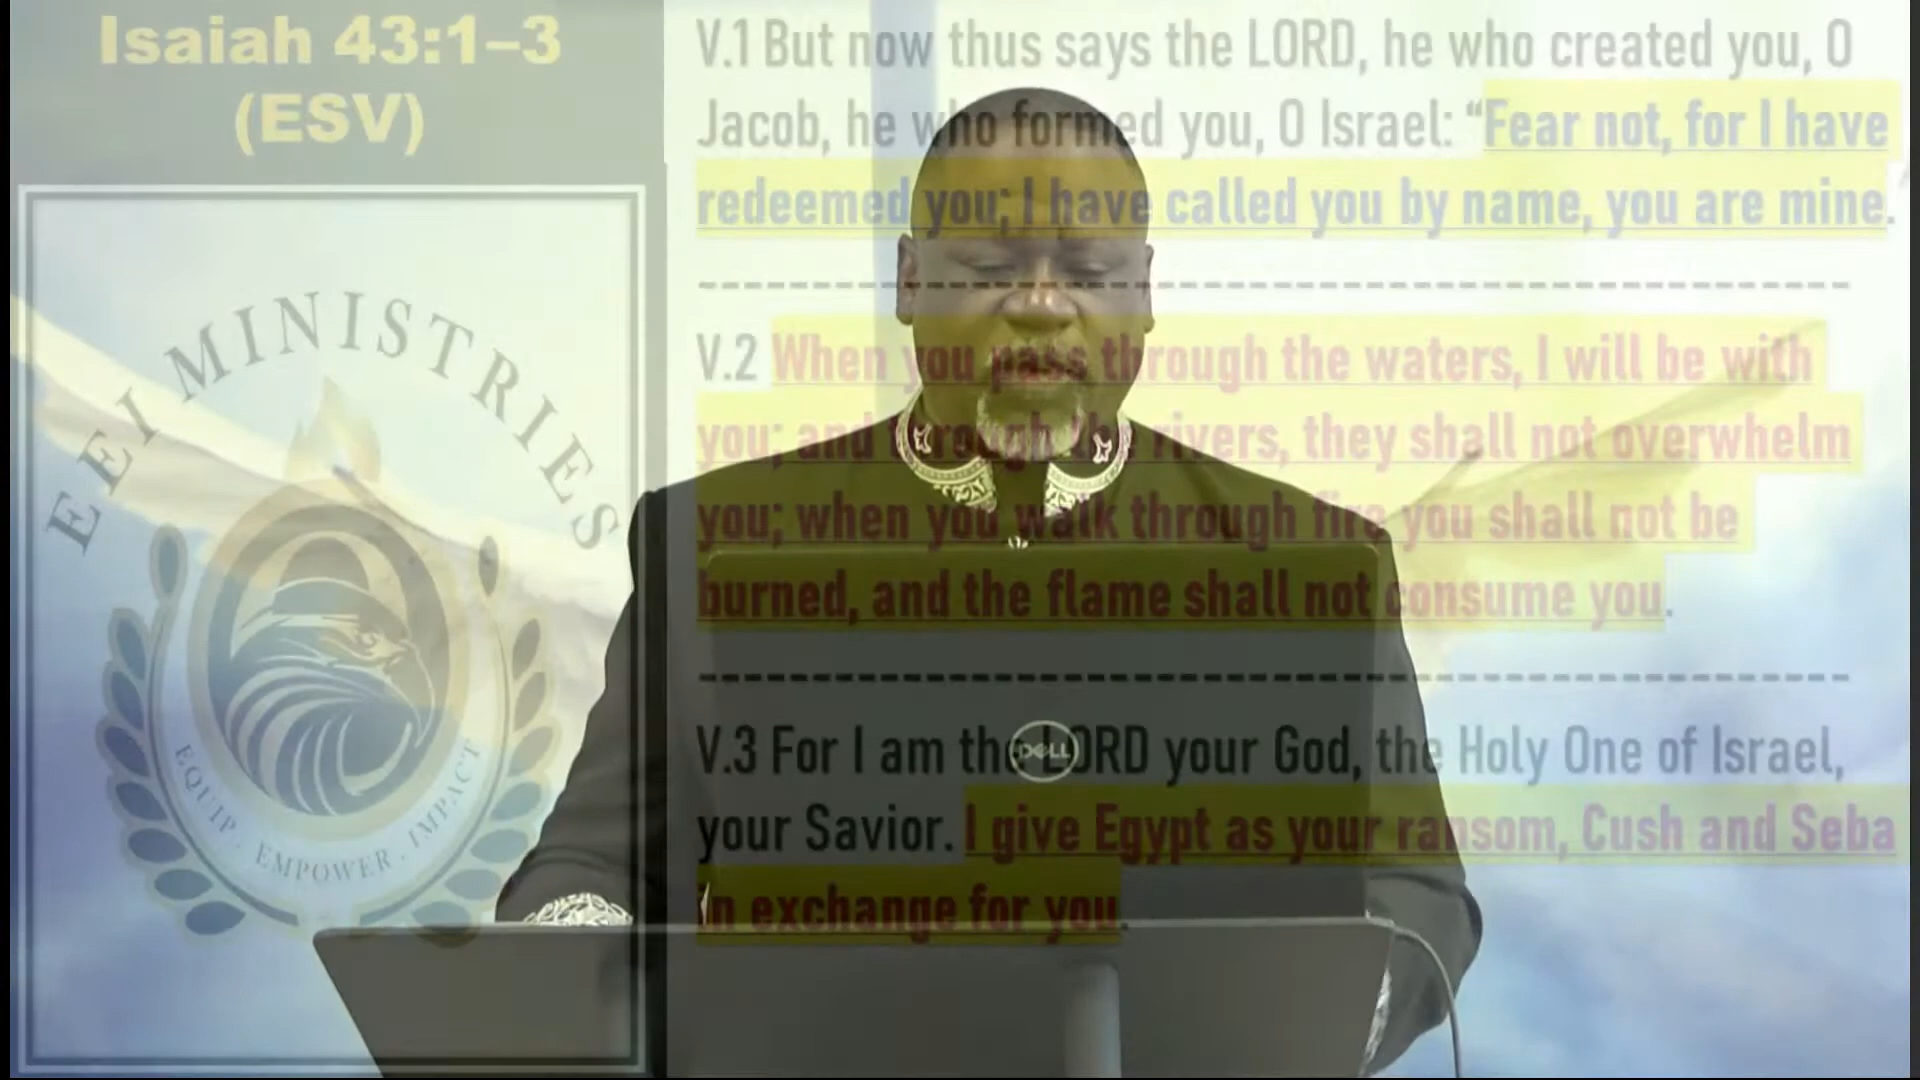 Isaiah 43:1–3
(ESV)
EEI MINISTRIES
EQUIP. EMPOWER. IMPACT
V.1 But now thus says the LORD, he who created you, O
Jacob, he who formed you, O Israel: “Fear not, for I have
redeemed you; I have called you by name, you are mine.
V.2 When you pass through the waters, I will be with
you; and through the rivers, they shall not overwhelm
you; when you walk through fire you shall not be
burned, and the flame shall not consume you.
V.3 For I am the LORD your God, the Holy One of Israel,
your Savior. I give Egypt as your ransom, Cush and Seba
in exchange for you.
DELL